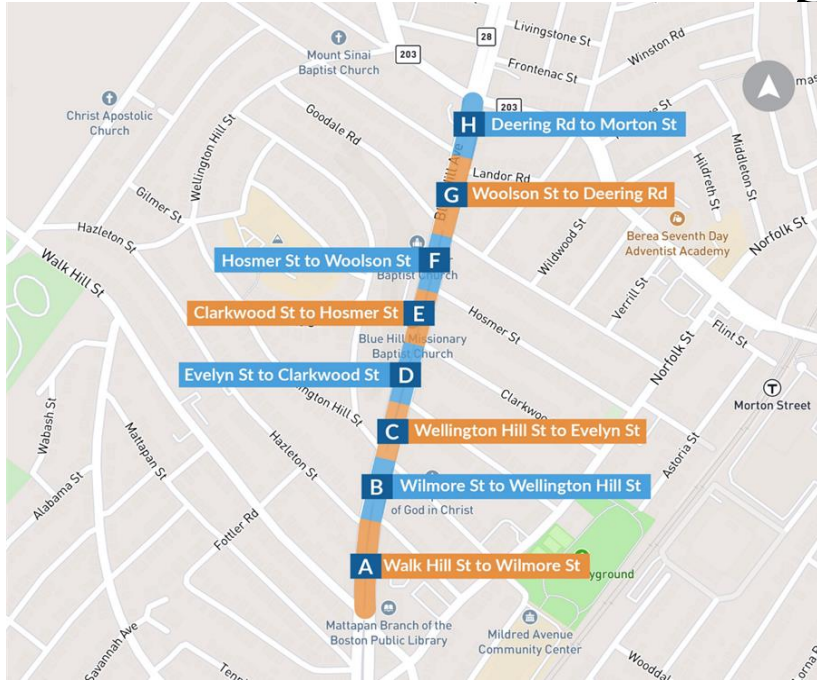 Livingstone St
28
Winston Rd
Mount Sinai
Baptist Church
203
Frontenac St
Christ Apostolic
Church
Goodale Rd
203
H Deering Rd to Morton St
Wellington Hill St
Middleton St
Hildreth St
Landor Rd
G Woolson St to Deering Rd
Gilmer St
Hazleton St
Berea Seventh Day
Adventist Academy
Norfolk St
Wildwood St
Walk Hill St
Hosmer St to Woolson St F
Baptist Church
Verrill St
Clarkwood St to Hosmer St E
Hosmer St
Flint St
Blue Hill Missionary
Baptist Church
Norfolk St
Evelyn St to Clarkwood St D
T
Morton Street
Wabash St
Mattapan St
Hazleton St
C Wellington Hill St to Evelyn St
Astoria St
Alabama St
B Wilmore St to Wellington Hill St
of God in Christ
Fottler Rd
A Walk Hill St to Wilmore St
Mattapan Branch of the
Boston Public Library
Mildred Avenue
Community Center
Savannah Ave